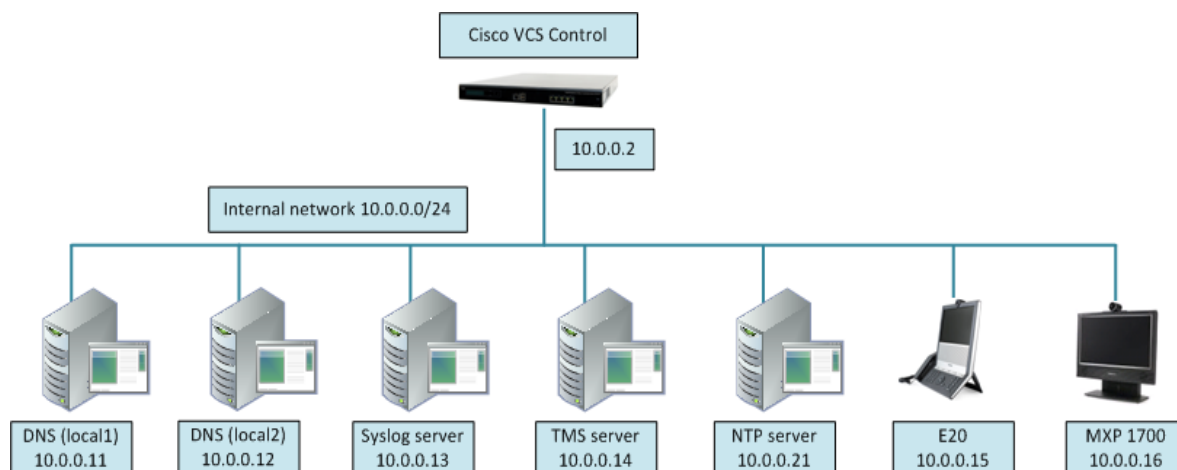 Cisco VCS Control
10.0.0.2
Internal network 10.0.0.0/24
DNS (local1)
10.0.0.11
DNS (local2)
10.0.0.12
Syslog server
10.0.0.13
TMS server
10.0.0.14
NTP server
10.0.0.21
E20
10.0.0.15
MXP 1700
10.0.0.16